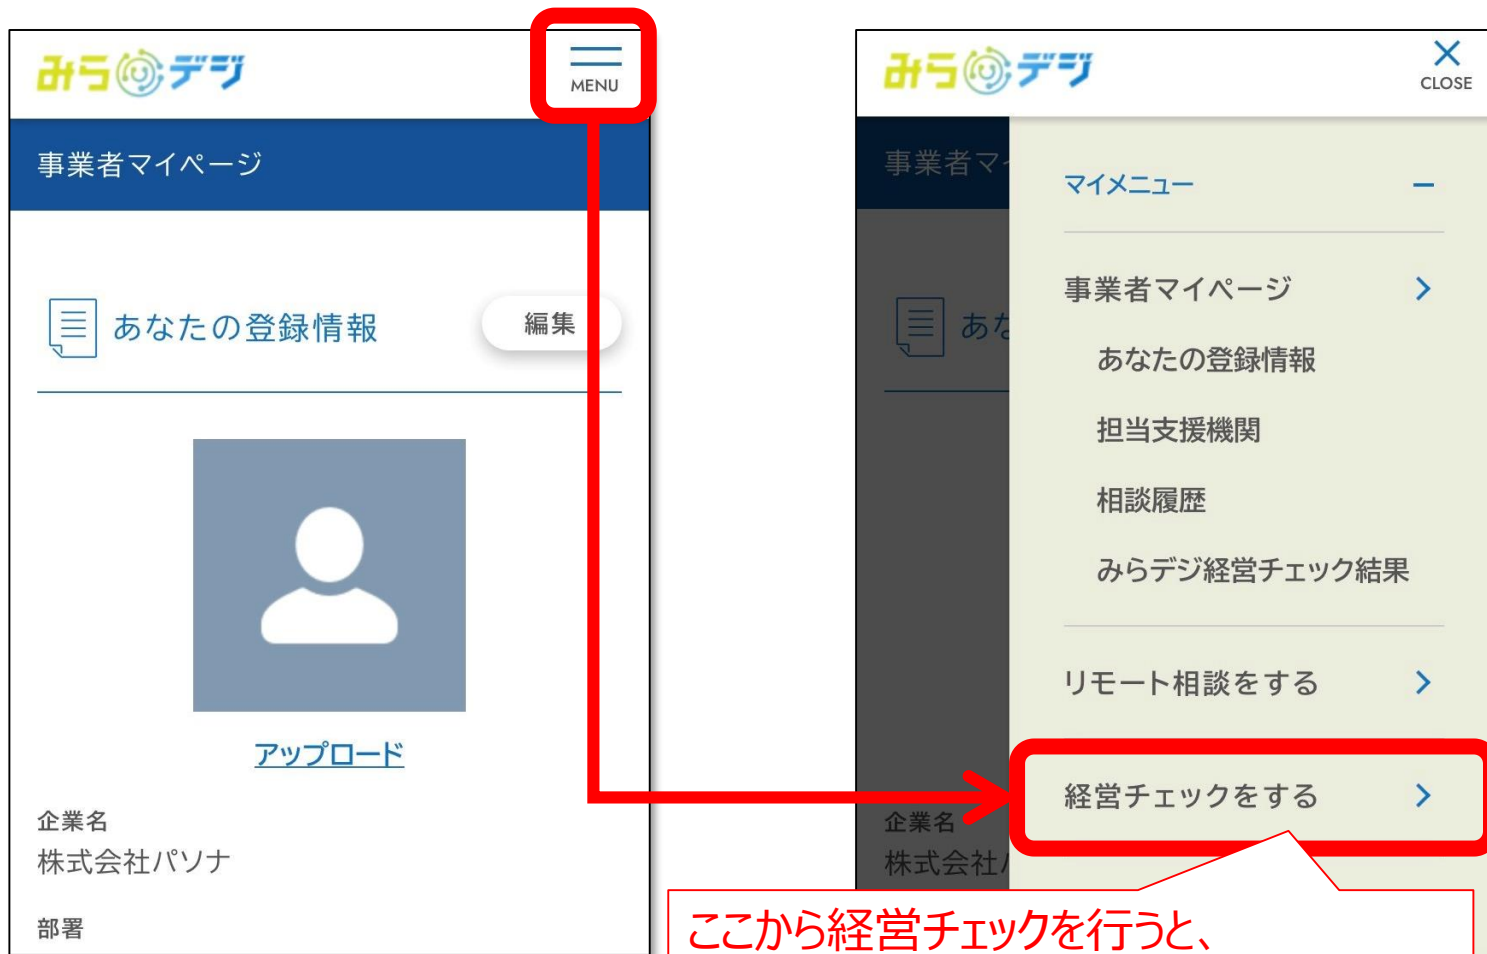 みらデジ
MENU
事業者マイページ
あなたの登録情報
編集
アップロード
企業名
株式会社パソナ
部署
みらデジ
CLOSE
事業者マイ
あな
企業名
株式会社
マイメニュー
事業者マイページ
あなたの登録情報
担当支援機関
相談履歴
みらデジ経営チェック結果
リモート相談をする
経営チェックをする
ここから経営チェックを行うと、